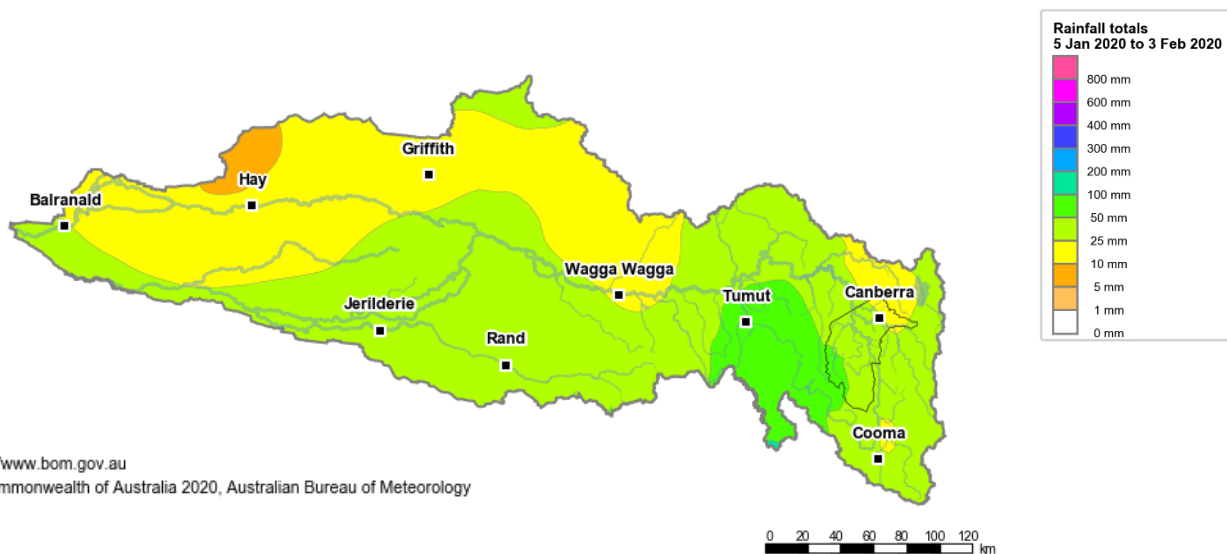 Rainfall totals
5 Jan 2020 to 3 Feb 2020
800 mm
600 mm
400 mm
300 mm
200 mm
100 mm
50 mm
25 mm
10 mm
5 mm
1 mm
0 mm
Griffith
Hay
Balranald
Wagga Wagga
Tumut
Canberra
Jerilderie
Rand
Cooma
/www.bom.gov.au
mmonwealth of Australia 2020, Australian Bureau of Meteorology
0 20 40 60 80 100 120
km